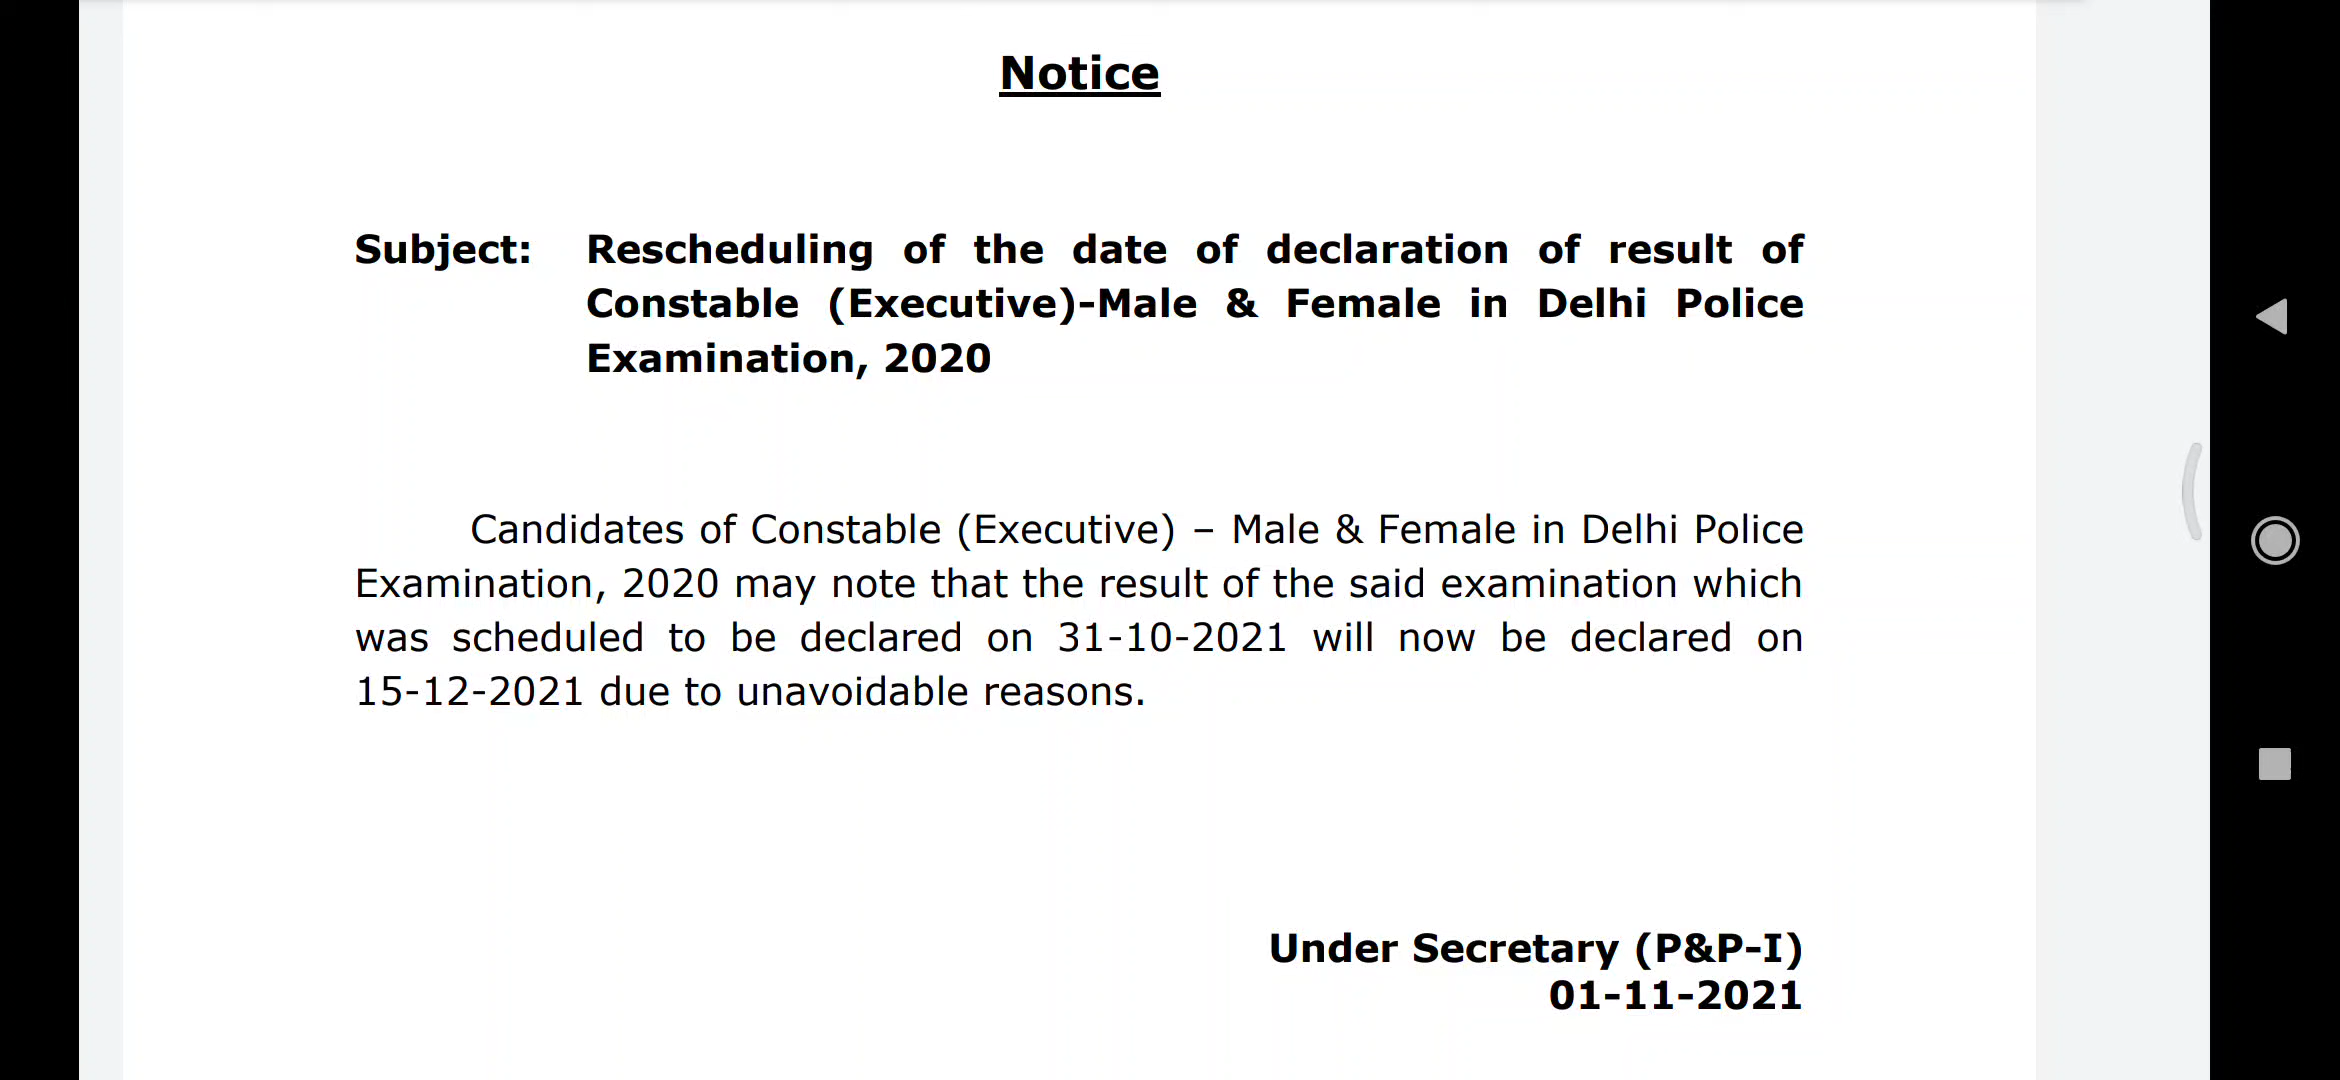 Notice
Subject: Rescheduling of the date of declaration of result of
Constable (Executive)-Male & Female in Delhi Police
Examination, 2020
Candidates of Constable (Executive) – Male & Female in Delhi Police
Examination, 2020 may note that the result of the said examination which
was scheduled to be declared on 31-10-2021 will now be declared on
15-12-2021 due to unavoidable reasons.
Under Secretary (P&P-I)
01-11-2021